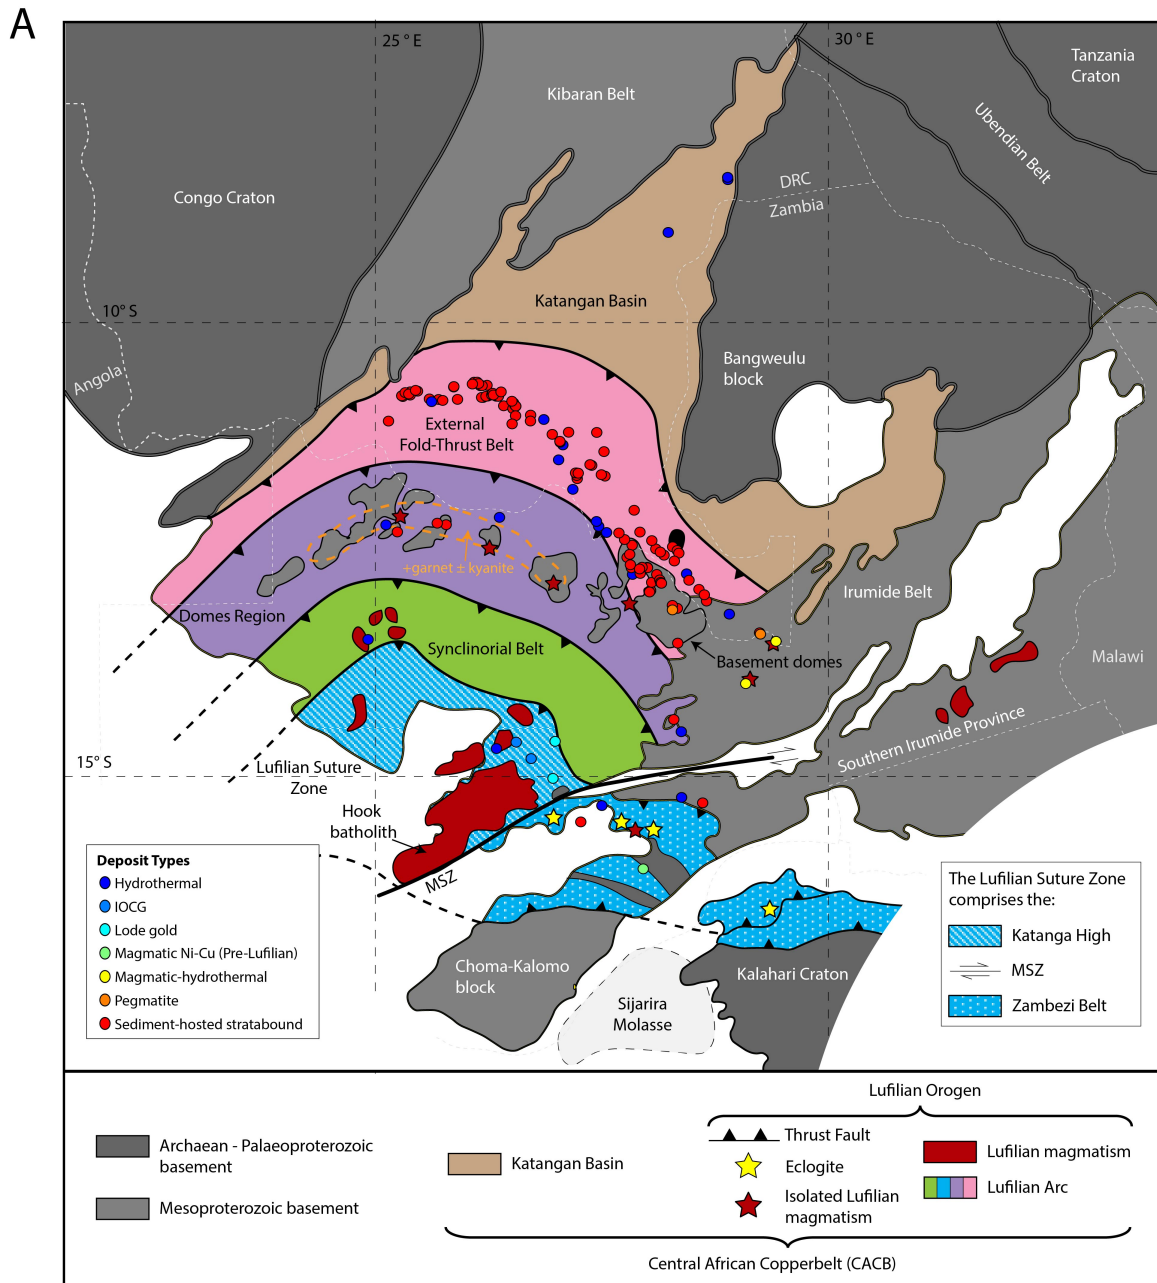 A
25 ° E
30 ° E
Tanzania
Craton
Kibaran Belt
Ubendian Belt
Congo Craton
DRC
Zambia
Katangan Basin
10° S
Angola
Bangweulu
block
External
Fold-Thrust Belt
+garnet ± kyanite
Irumide Belt
Domes Region
Synclinorial Belt
Basement domes
Malawi
Southern Irumide Province
15° S
Lufilian Suture
Zone
Hook
batholith
MSZ
Deposit Types
Hydrothermal
IOCG
Lode gold
Magmatic Ni-Cu (Pre-Lufilian)
Magmatic-hydrothermal
Pegmatite
Sediment-hosted stratabound
The Lufilian Suture Zone
comprises the:
Katanga High
MSZ
Zambezi Belt
Choma-Kalomo
block
Kalahari Craton
Sijarira
Molasse
Lufilian Orogen
Archaean - Palaeoproterozoic
basement
Mesoproterozoic basement
Katangan Basin
Thrust Fault
Eclogite
Isolated Lufilian
magmatism
Lufilian magmatism
Lufilian Arc
Central African Copperbelt (CACB)